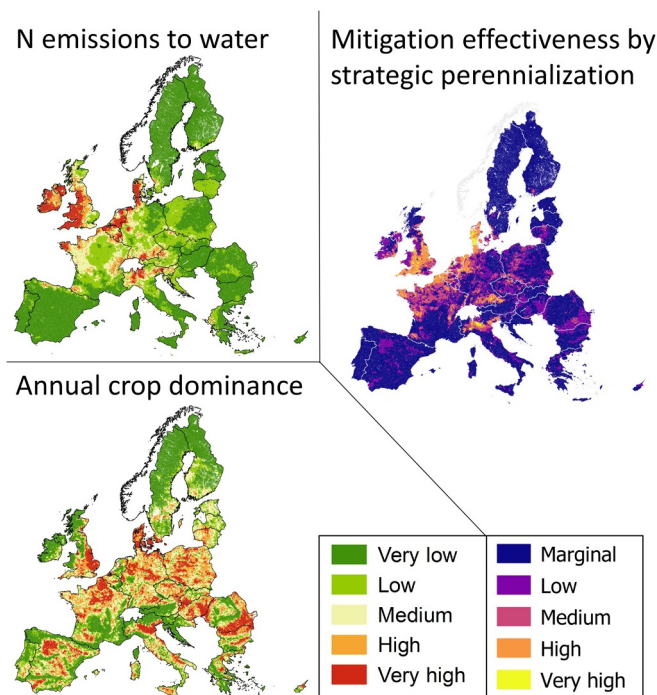 N emissions to water
Mitigation effectiveness by
strategic perennialization
Annual crop dominance
Very low
Low
Medium
High
Very high
Marginal
Low
Medium
High
Very high